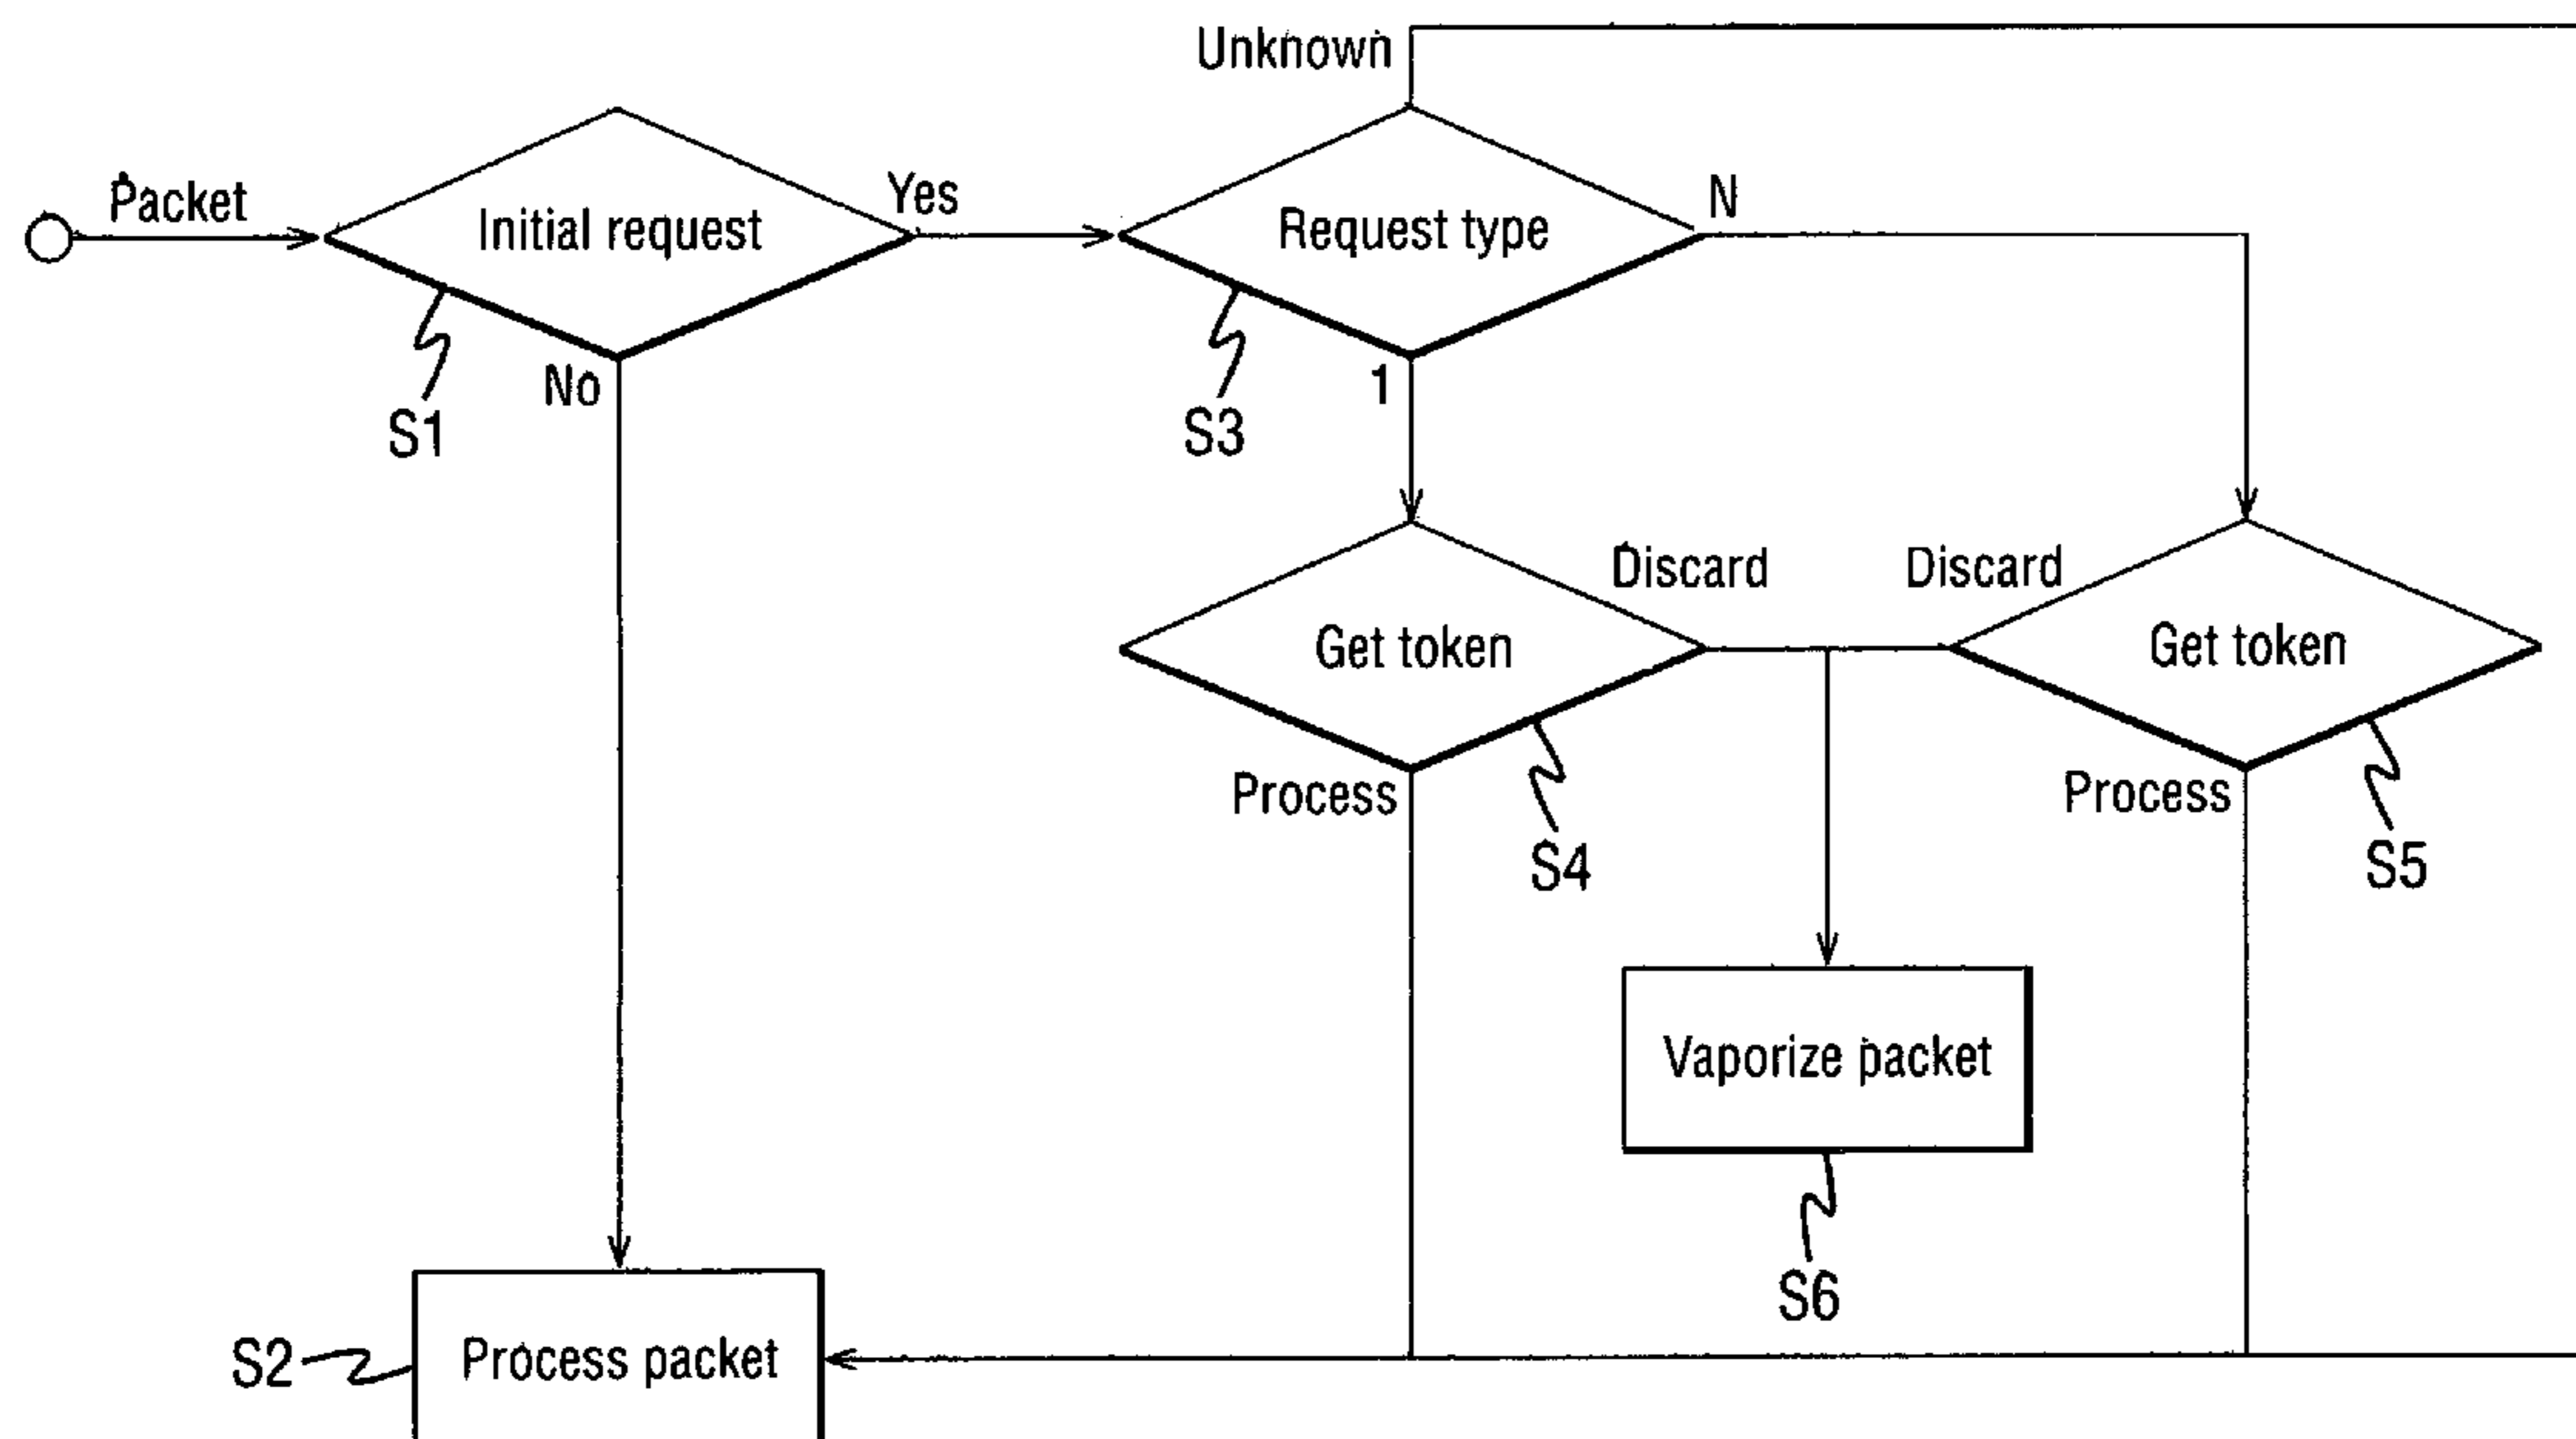 Unknown
Packet
Initial request
Yes
Request type
N
No
S1
1
S3
Discard
Discard
Get token
Get token
Process
S4
Process
S5
Vaporize packet
S6
S2
Process packet